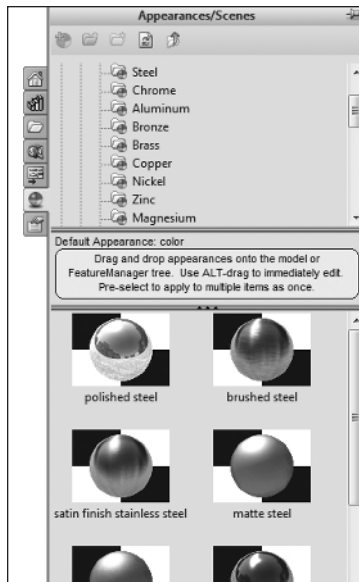 Appearances/Scenes
Steel
Chrome
Aluminum
Bronze
Brass
Copper
Nickel
Zinc
Magnesium
Default Appearance: color
Drag and drop appearances onto the model or
FeatureManager tree. Use ALT-drag to immediately edit.
Pre-select to apply to multiple items as once.
polished steel
brushed steel
satin finish stainless steel
matte steel